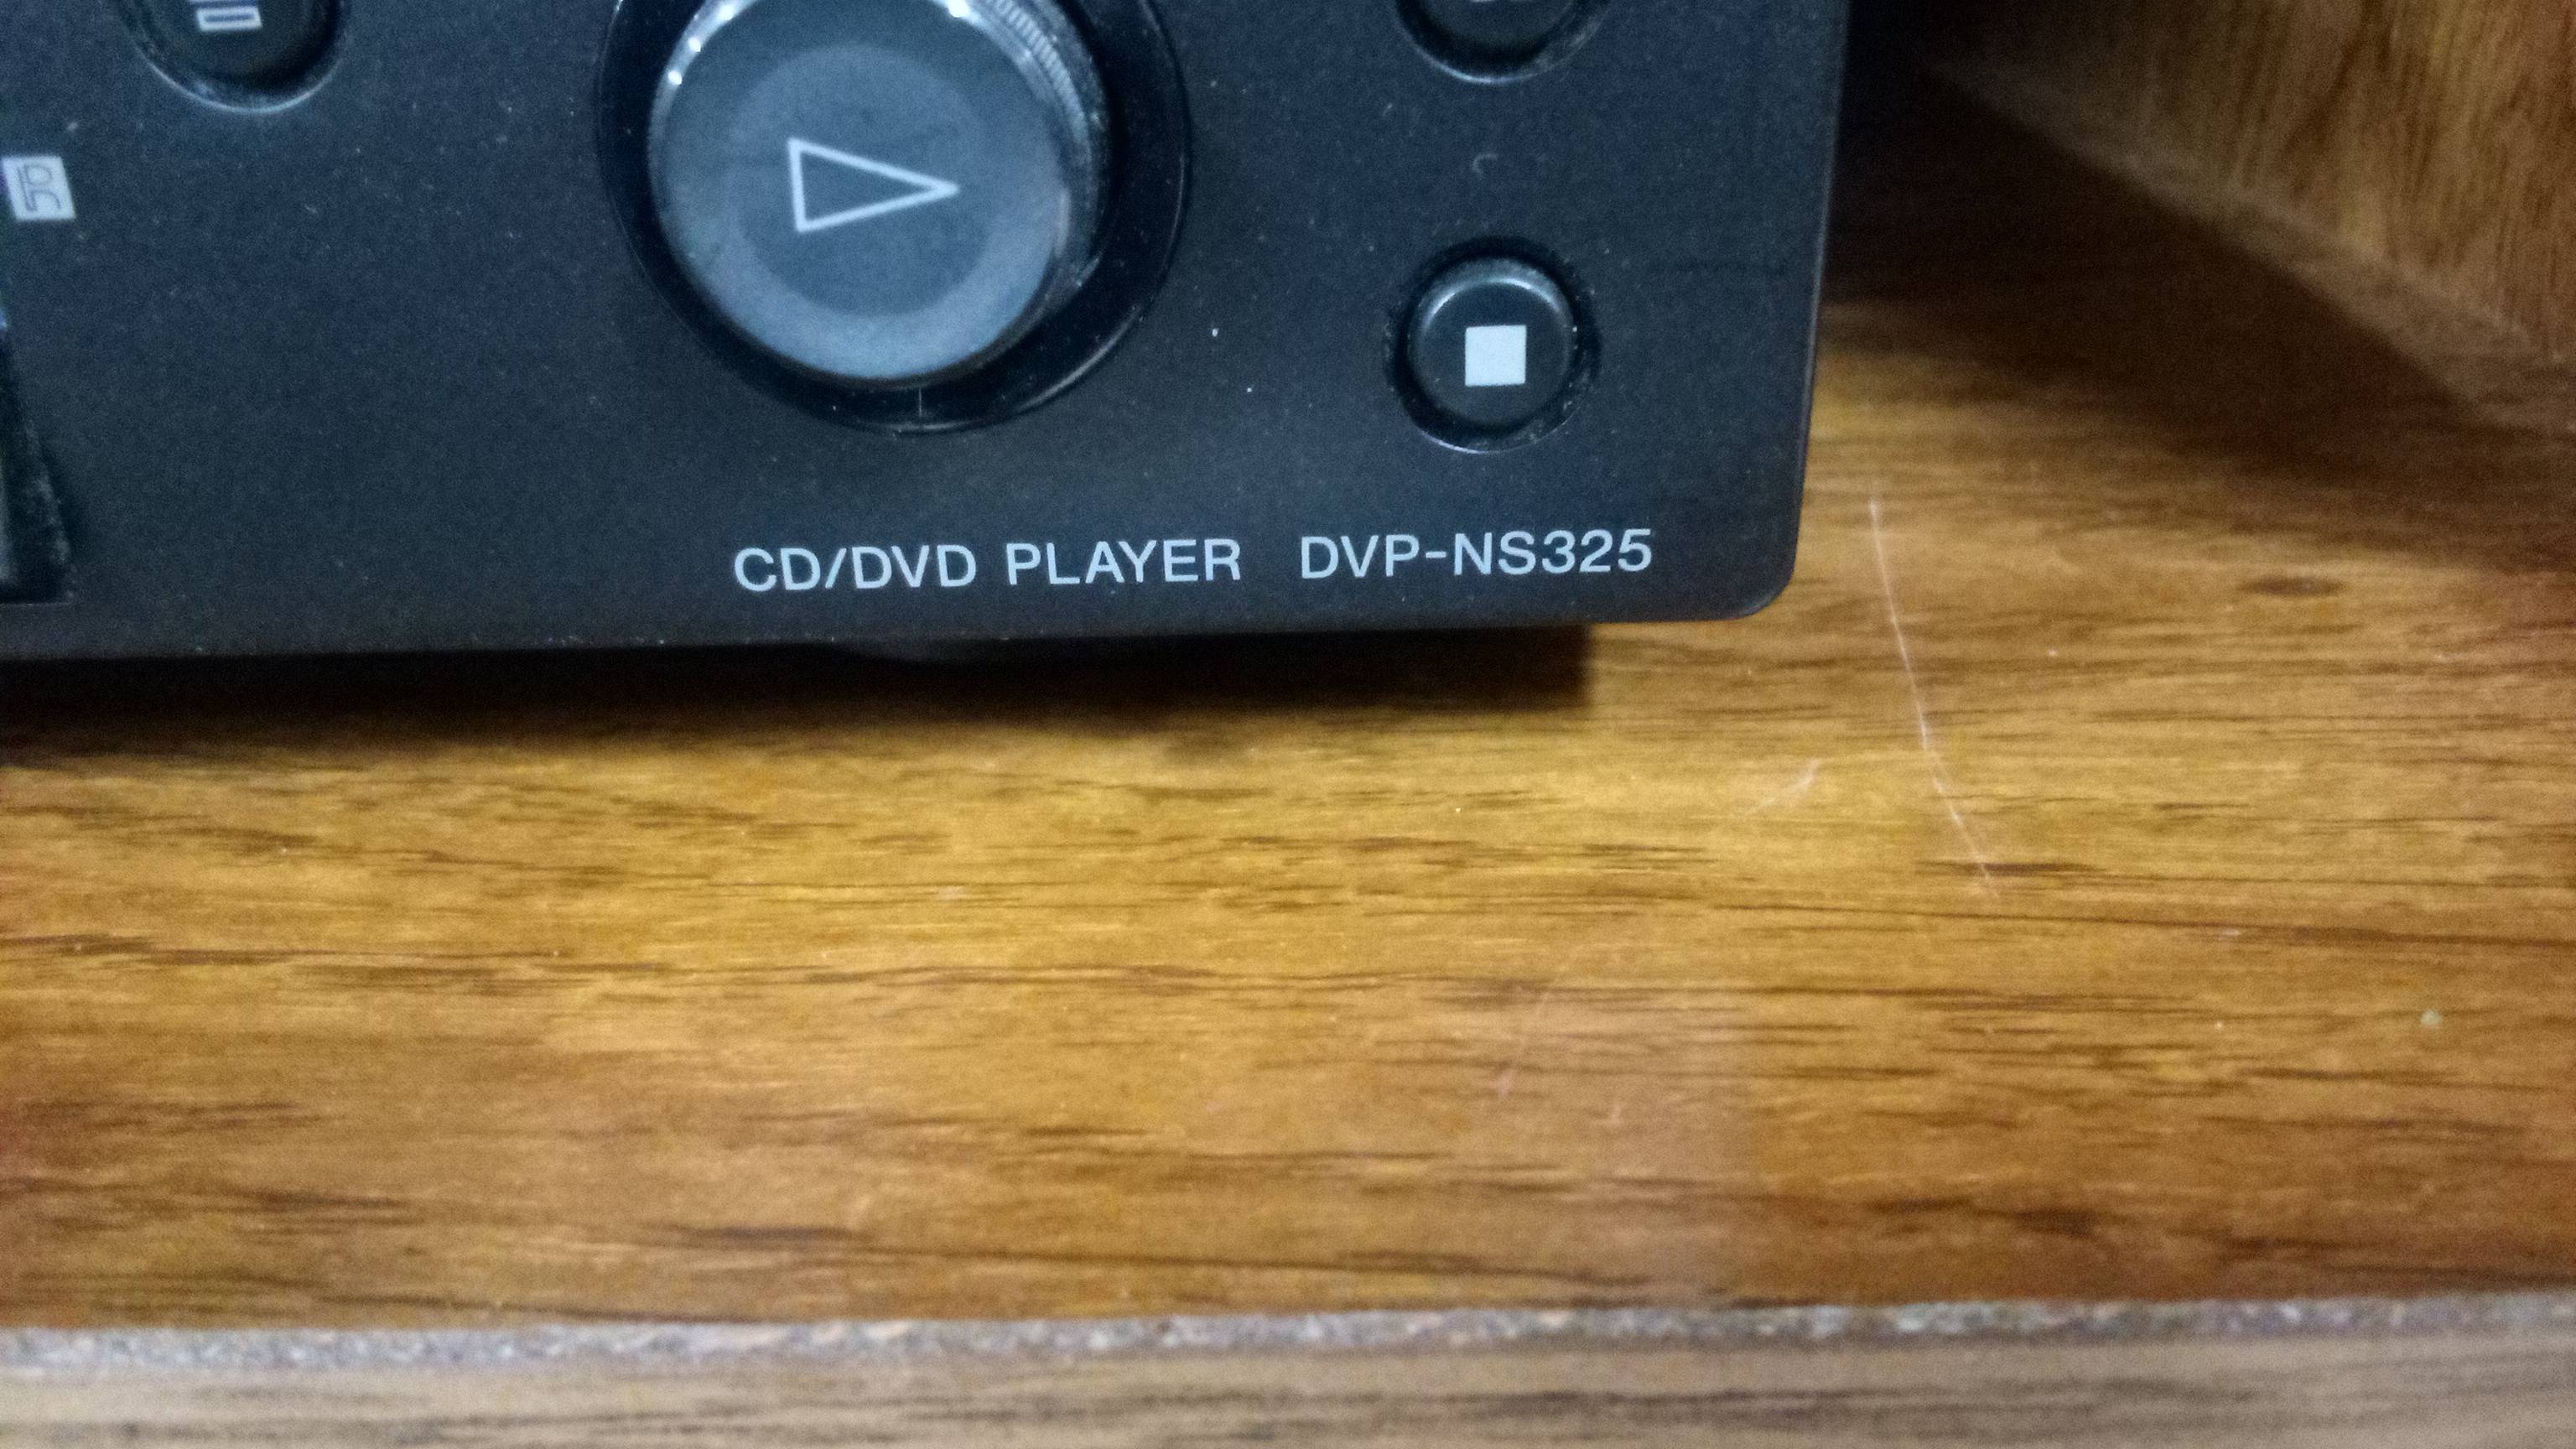 R
CD/DVD PLAYER DVP-NS325